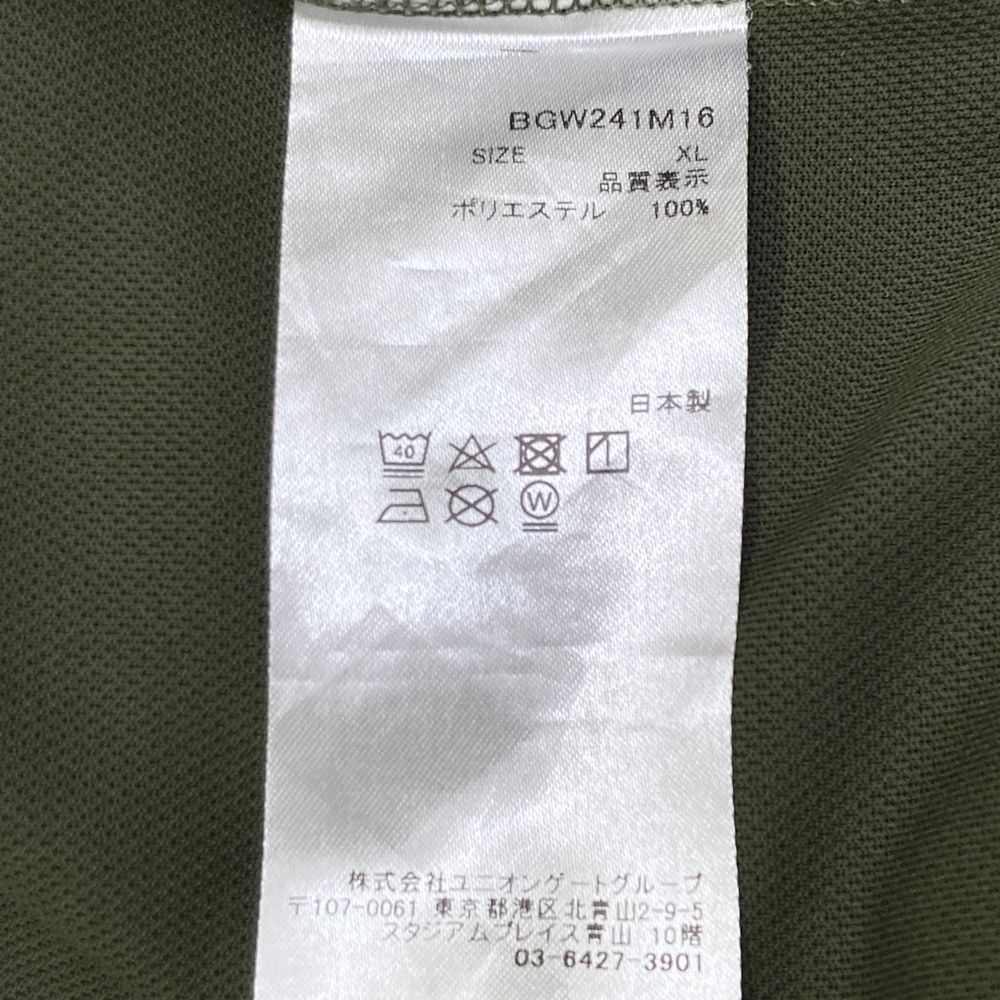 BGW241M16
SIZE XL
品質表示
ポリエステル 100%
日本製
40
W
株式会社ユニオンゲートグループ
〒107-0061 東京都港区北青山2-9-5
スタジアムプレイス青山 10階
03-6427-3901